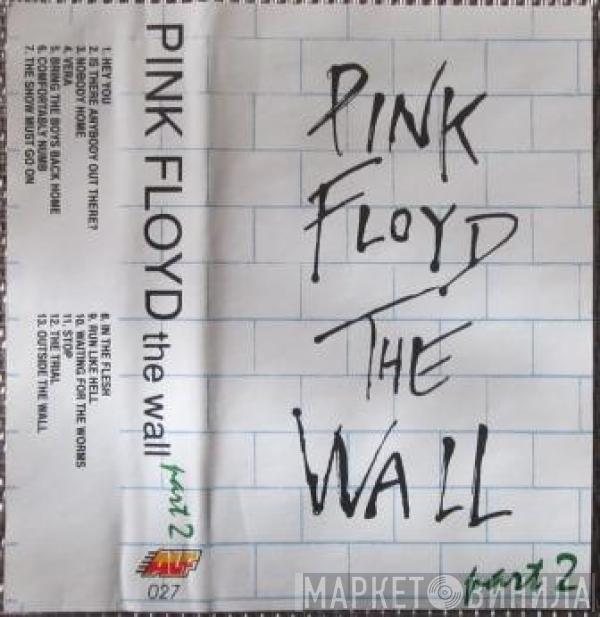 1. HEY YOU
2. IS THERE ANYBODY OUT THERE?
3. NOBODY HOME
4. VERA
5. BRING THE BOYS BACK HOME
6. COMFORTABLY NUMB
7. THE SHOW MUST GO ON
8. IN THE FLESH
9. RUN LIKE HELL
10. WAITING FOR THE WORMS
11. STOP
12. THE TRIAL
13. OUTSIDE THE WALL
PINK FLOYD the wall part 2
ALF
027
PINK
FLOYD
THE
WALL
part 2
МАРКЕТ ВИНИЛА